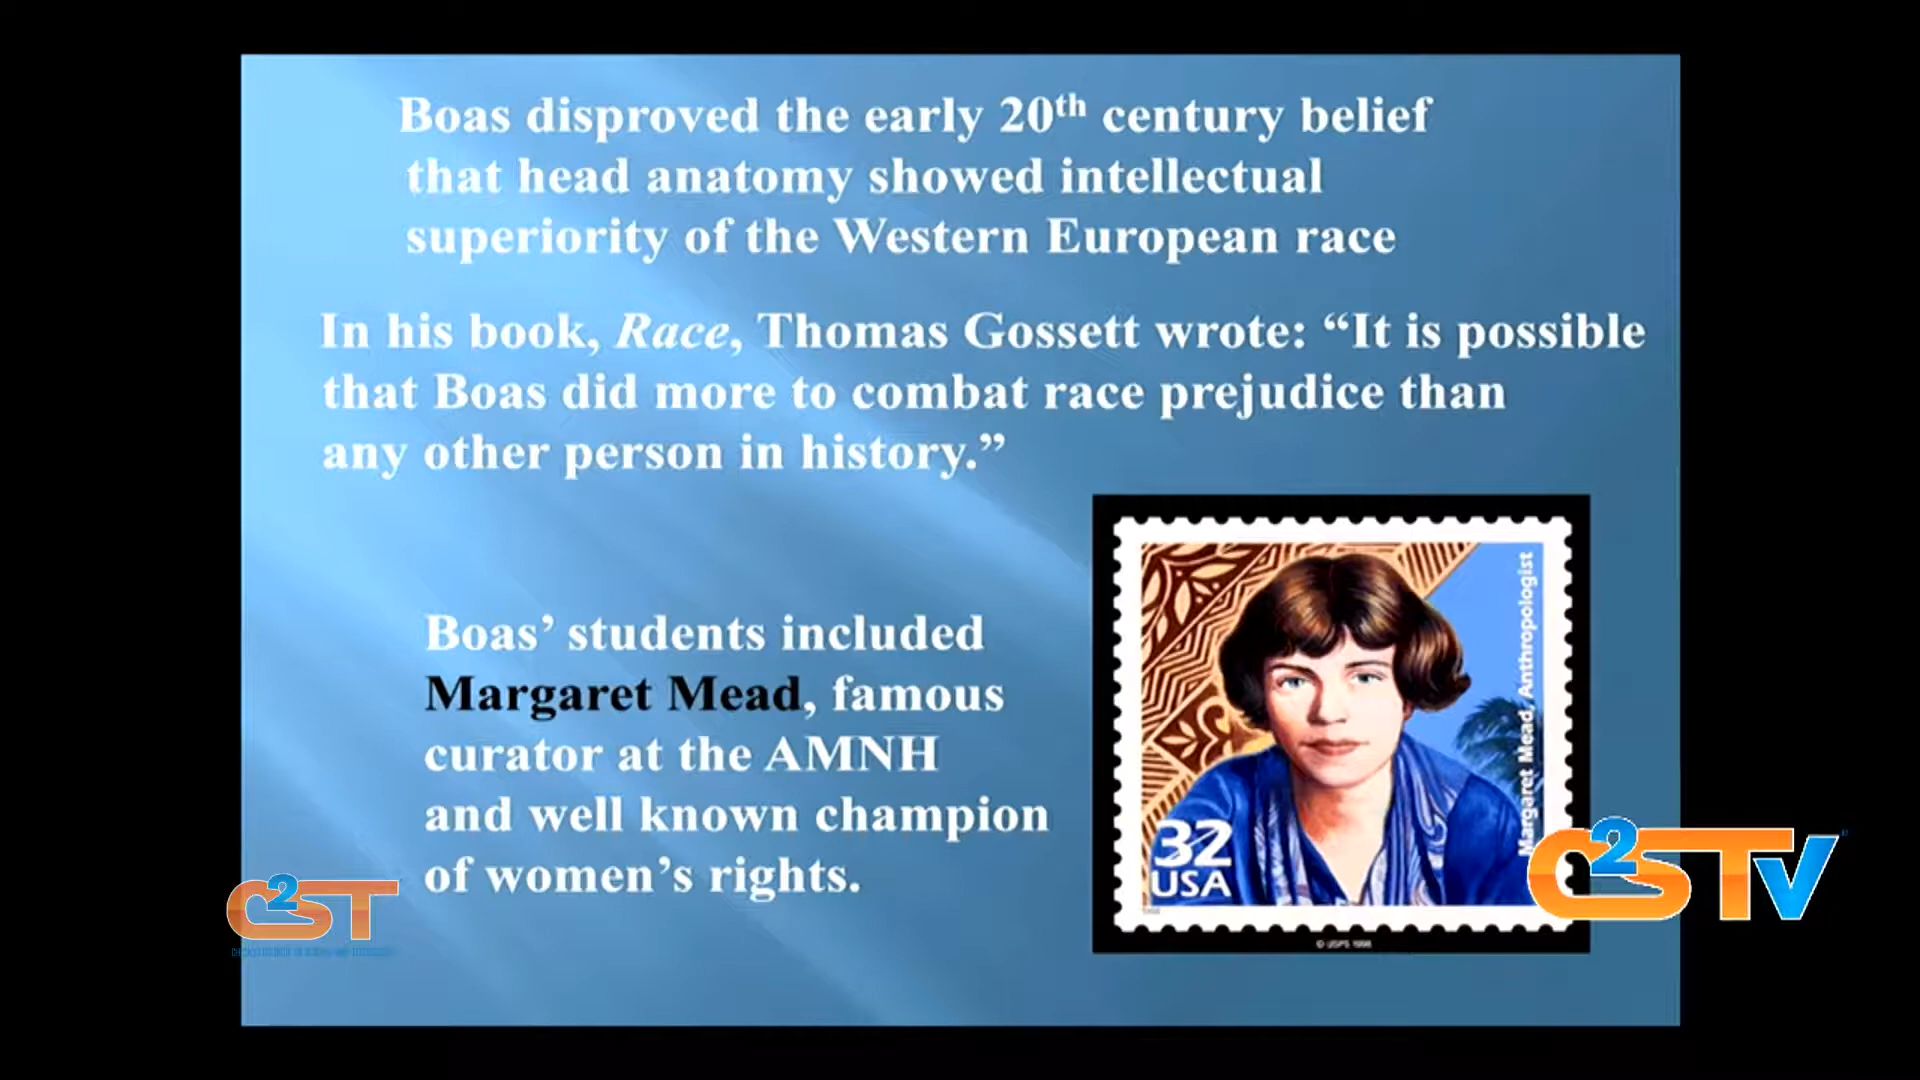 Boas disproved the early 20th century belief
that head anatomy showed intellectual
superiority of the Western European race
In his book, Race, Thomas Gossett wrote: “It is possible
that Boas did more to combat race prejudice than
any other person in history.”
Boas’ students included
Margaret Mead, famous
curator at the AMNH
and well known champion
of women’s rights.
Margaret Mead, Anthropologist
32
USA
1998
© USPS 1998
C2ST
C2STV